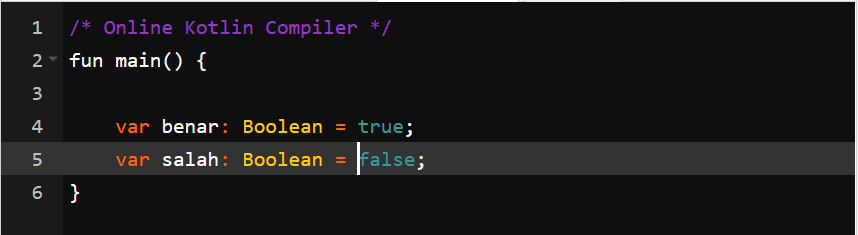 1 /* Online Kotlin Compiler */
2 fun main() {
3
4 var benar: Boolean = true;
5 var salah: Boolean = false;
6 }